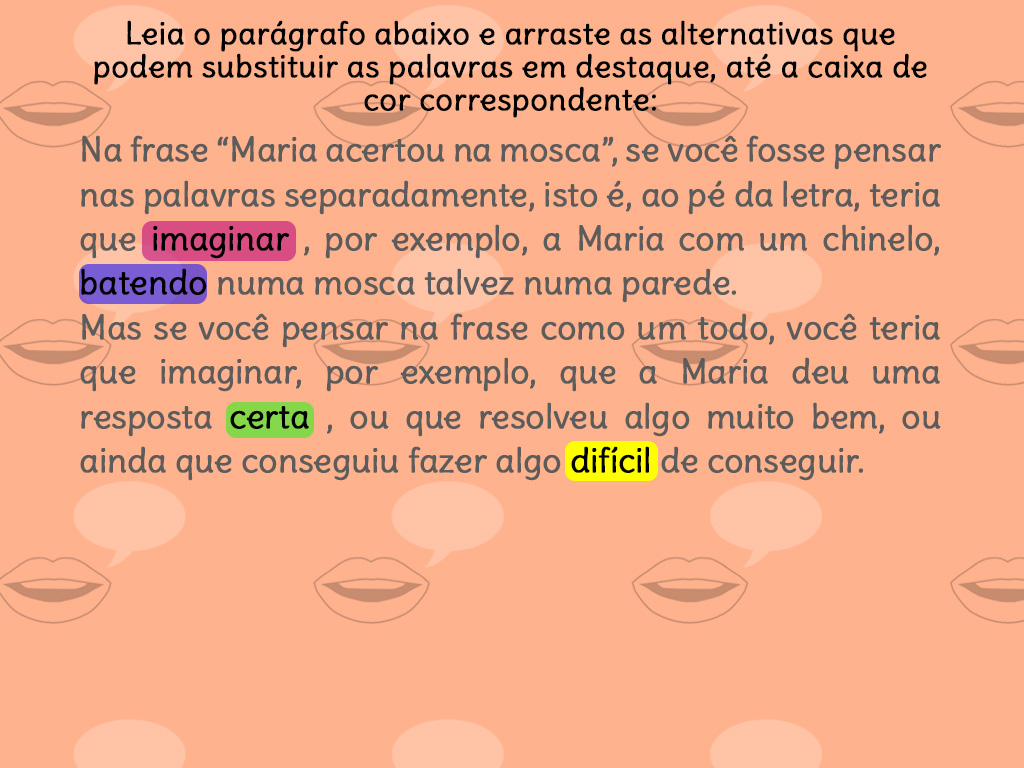 Leia o parágrafo abaixo e arraste as alternativas que
podem substituir as palavras em destaque, até a caixa de
cor correspondente:
Na frase “Maria acertou na mosca”, se você fosse pensar
nas palavras separadamente, isto é, ao pé da letra, teria
que imaginar , por exemplo, a Maria com um chinelo,
batendo numa mosca talvez numa parede.
Mas se você pensar na frase como um todo, você teria
que imaginar, por exemplo, que a Maria deu uma
resposta certa , ou que resolveu algo muito bem, ou
ainda que conseguiu fazer algo difícil de conseguir.